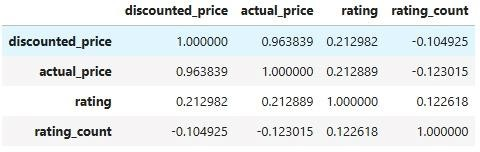 discounted_price actual_price rating rating_count
discounted_price 1.000000 0.963839 0.212982 -0.104925
actual_price 0.963839 1.000000 0.212889 -0.123015
rating 0.212982 0.212889 1.000000 0.122618
rating_count -0.104925 -0.123015 0.122618 1.000000